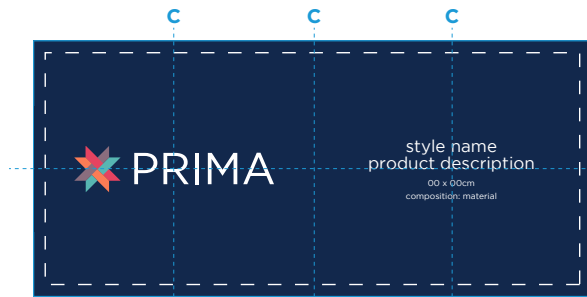 C C C
PRIMA
style name
product description
00 x 00cm
composition: material